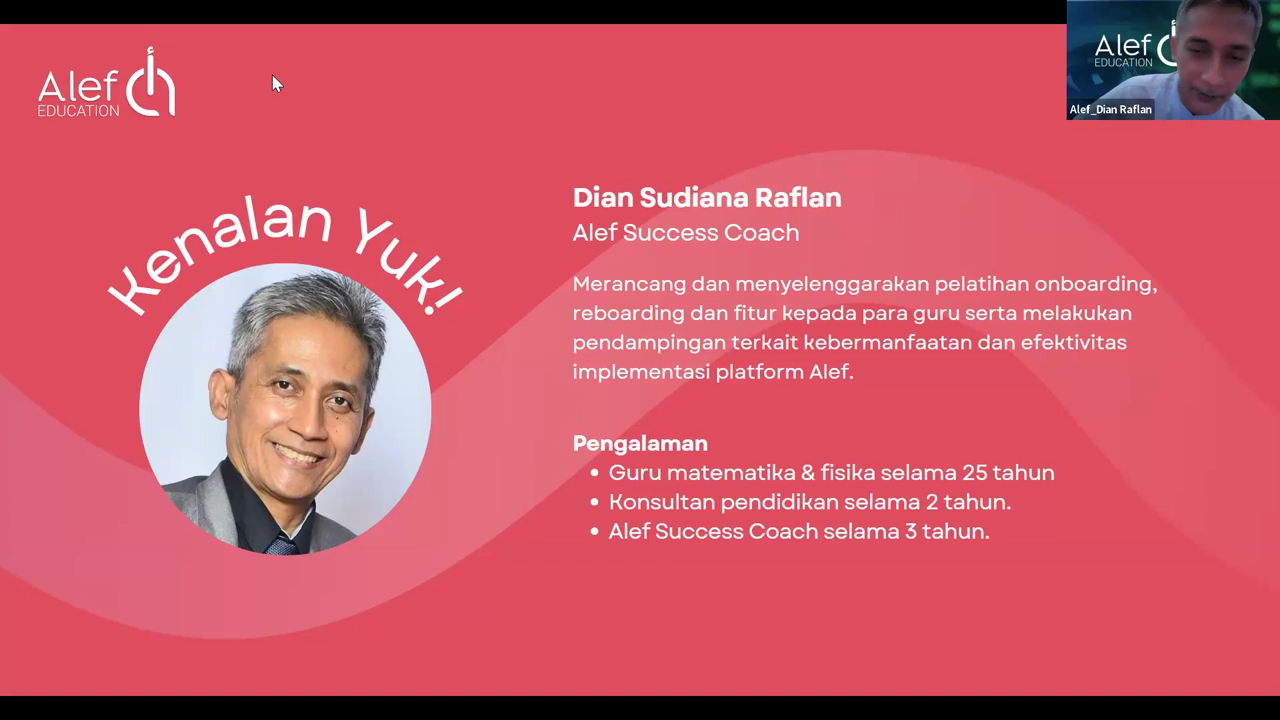 Alef
EDUCATION
Alef
EDUCATION
Alef_Dian Raflan
Kenalan Yuk!
Dian Sudiana Raflan
Alef Success Coach
Merancang dan menyelenggarakan pelatihan onboarding,
reboarding dan fitur kepada para guru serta melakukan
pendampingan terkait kebermanfaatan dan efektivitas
implementasi platform Alef.
Pengalaman
• Guru matematika & fisika selama 25 tahun
• Konsultan pendidikan selama 2 tahun.
• Alef Success Coach selama 3 tahun.